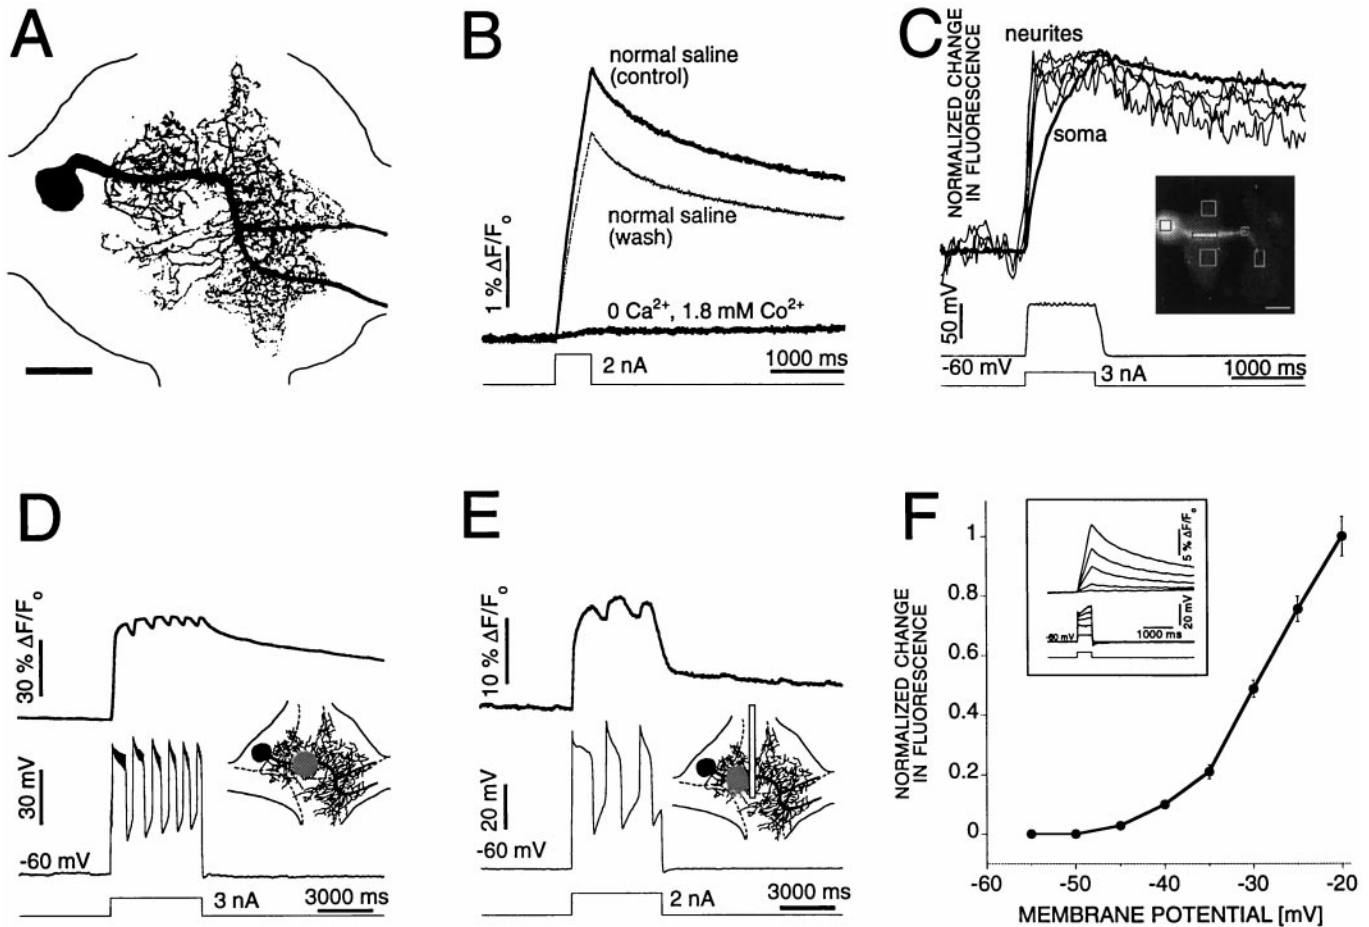 A
B
normal saline
(control)
normal saline
(wash)
1 % ΔF/Fo
0 Ca²⁺, 1.8 mM Co²⁺
2 nA
1000 ms
C
NORMALIZED CHANGE
IN FLUORESCENCE
neurites
soma
50 mV
-60 mV
3 nA
1000 ms
D
30 % ΔF/Fo
30 mV
-60 mV
3 nA
3000 ms
E
10 % ΔF/Fo
20 mV
-60 mV
2 nA
3000 ms
F
NORMALIZED CHANGE
IN FLUORESCENCE
1
0.8
0.6
0.4
0.2
0
5 % ΔF/Fo
20 mV
-60 mV
1000 ms
-60
-50
-40
-30
-20
MEMBRANE POTENTIAL [mV]